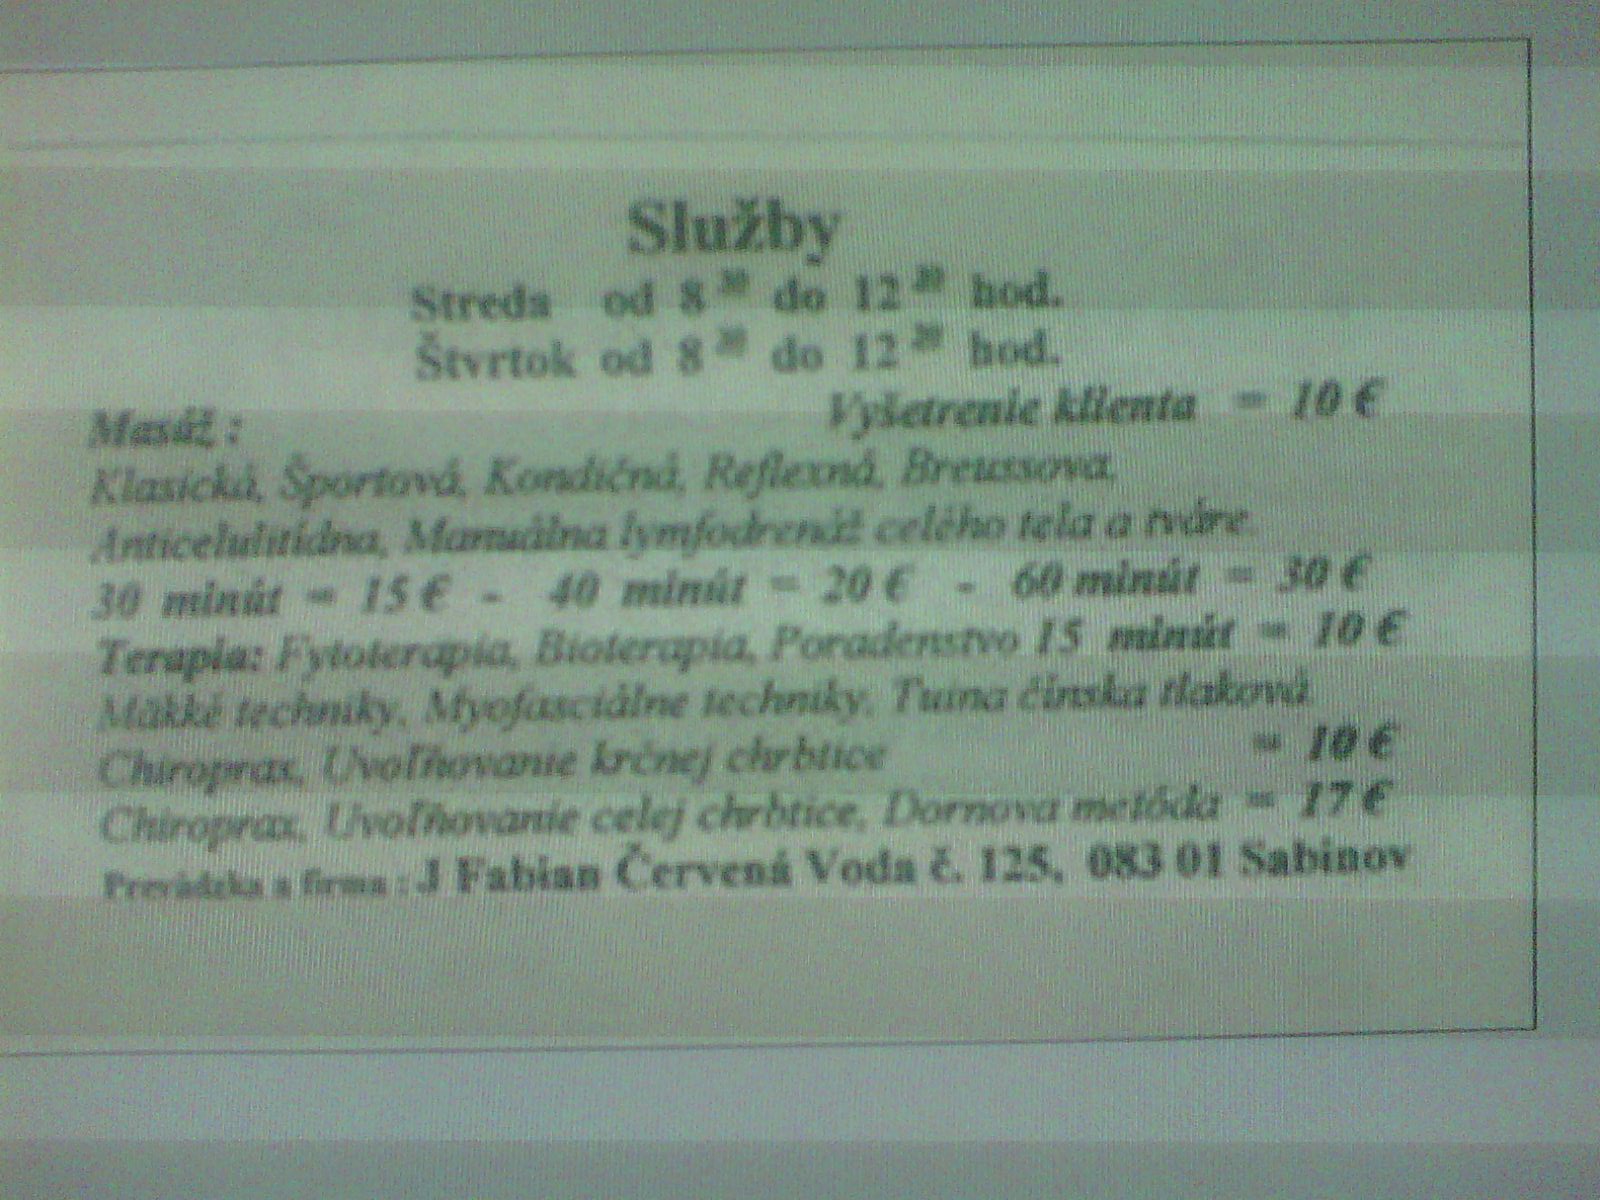 Služby
Streda od 8 30 do 12 30 hod.
Štvrtok od 8 30 do 12 30 hod.
Masáž : Vyšetrenie klienta = 10 €
Klasická, Športová, Kondičná, Reflexná, Breussova,
Anticelulitídna, Manuálna lymfodrenáž celého tela a tváre.
30 minút = 15 € - 40 minút = 20 € - 60 minút = 30 €
Terapia: Fytoterapia, Bioterapia, Poradenstvo 15 minút = 10 €
Mäkké techniky, Myofasciálne techniky, Tuina čínska tlaková.
Chiroprax, Uvoľňovanie krčnej chrbtice = 10 €
Chiroprax, Uvoľňovanie celej chrbtice, Dornova metóda = 17 €
Prevádzka a firma : J Fabian Červená Voda č. 125, 083 01 Sabinov